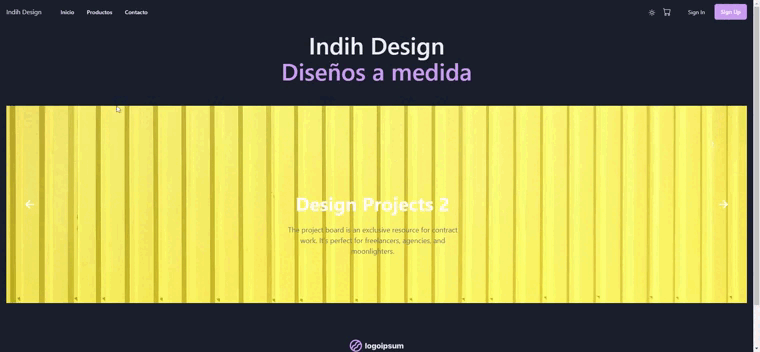 Indih Design
Inicio
Productos
Contacto
Sign In
Sign Up
Indih Design
Diseños a medida
Design Projects 2
The project board is an exclusive resource for contract
work. It's perfect for freelancers, agencies, and
moonlighters.
logoipsum